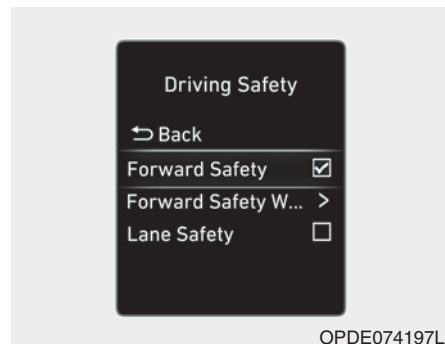 Driving Safety
Back
Forward Safety
Forward Safety W... >
Lane Safety
OPDE074197L